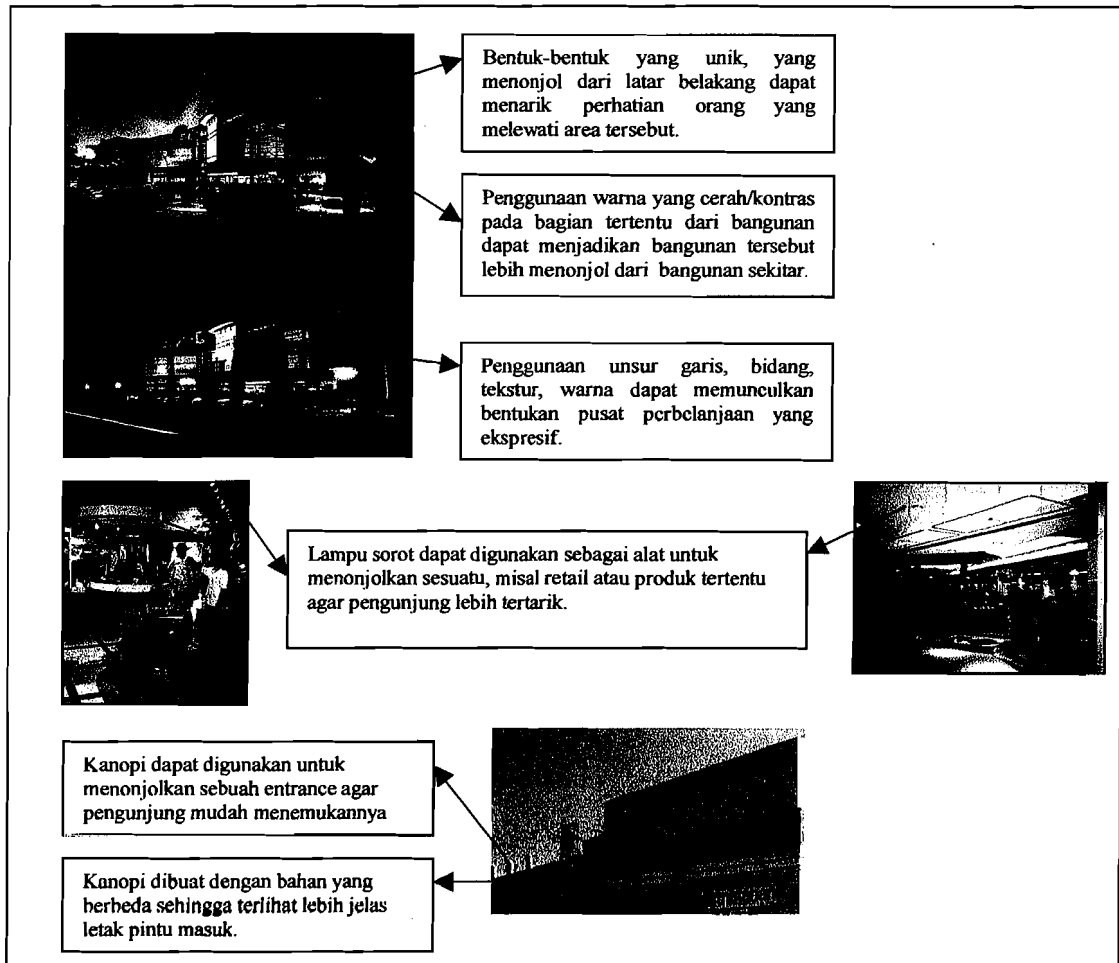 Bentuk-bentuk yang unik, yang
menonjol dari latar belakang dapat
menarik perhatian orang yang
melewati area tersebut.
Penggunaan warna yang cerah/kontras
pada bagian tertentu dari bangunan
dapat menjadikan bangunan tersebut
lebih menonjol dari bangunan sekitar.
Penggunaan unsur garis, bidang,
tekstur, warna dapat memunculkan
bentukan pusat perbelanjaan yang
ekspresif.
Lampu sorot dapat digunakan sebagai alat untuk
menonjolkan sesuatu, misal retail atau produk tertentu
agar pengunjung lebih tertarik.
Kanopi dapat digunakan untuk
menonjolkan sebuah entrance agar
pengunjung mudah menemukannya
Kanopi dibuat dengan bahan yang
berbeda sehingga terlihat lebih jelas
letak pintu masuk.